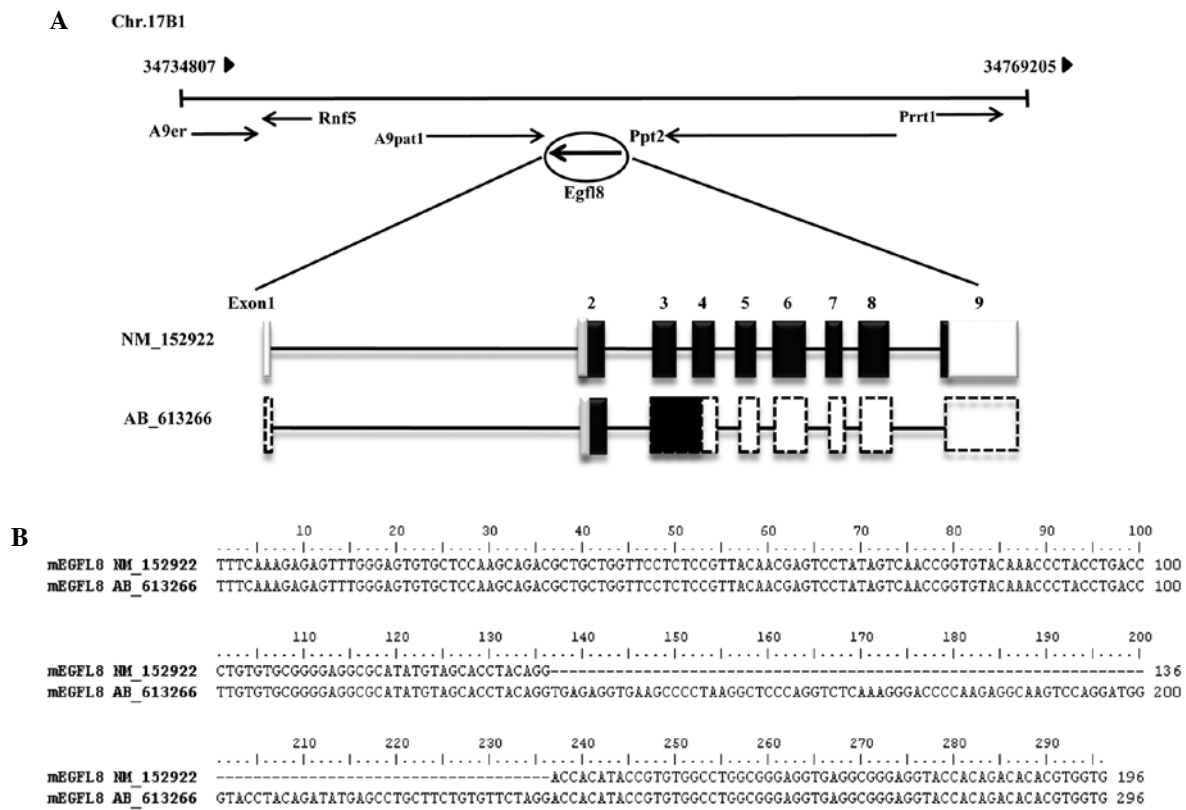 A
Chr.17B1
34734807 34769205
A9er Rnf5 A9pat1 Ppt2 Prrt1
Egfl8
Exon1 2 3 4 5 6 7 8 9
NM_152922
AB_613266
B
10 20 30 40 50 60 70 80 90 100
mEGFL8 NM_152922 TTTCAAAGAGAGTTTGGGAGTGTGCTCCAAGCAGACGCTGCTGGTTCCTCTCCGTTACAACGAGTCCTATAGTCAACCGGTGTACAAACCCTACCTGACC 100
mEGFL8 AB_613266 TTTCAAAGAGAGTTTGGGAGTGTGCTCCAAGCAGACGCTGCTGGTTCCTCTCCGTTACAACGAGTCCTATAGTCAACCGGTGTACAAACCCTACCTGACC 100
110 120 130 140 150 160 170 180 190 200
mEGFL8 NM_152922 CTGTGTGCGGGGAGGCGCATATGTAGCACCTACAGG---------------------------------------------------------------- 136
mEGFL8 AB_613266 TTGTGTGCGGGGAGGCGCATATGTAGCACCTACAGGTGAGAGGTGAAGCCCCTAAGGCTCCCAGGTCTCAAAGGGACCCCAAGAGGCAAGTCCAGGATGG 200
210 220 230 240 250 260 270 280 290
mEGFL8 NM_152922 ------------------------------------ACCACATACCGTGTGGCCTGGCGGGAGGTGAGGCGGGAGGTACCACAGACACACGTGGTG 196
mEGFL8 AB_613266 GTACCTACAGATATGAGCCTGCTTCTGTGTTCTAGGACCACATACCGTGTGGCCTGGCGGGAGGTGAGGCGGGAGGTACCACAGACACACGTGGTG 296